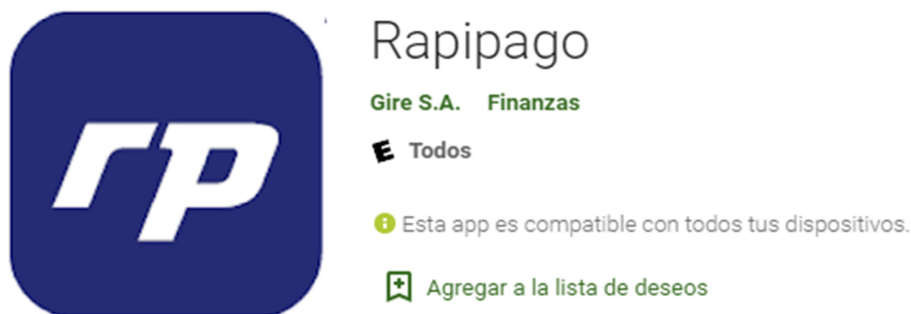 rp
Rapipago
Gire S.A. Finanzas
E Todos
Esta app es compatible con todos tus dispositivos.
Agregar a la lista de deseos